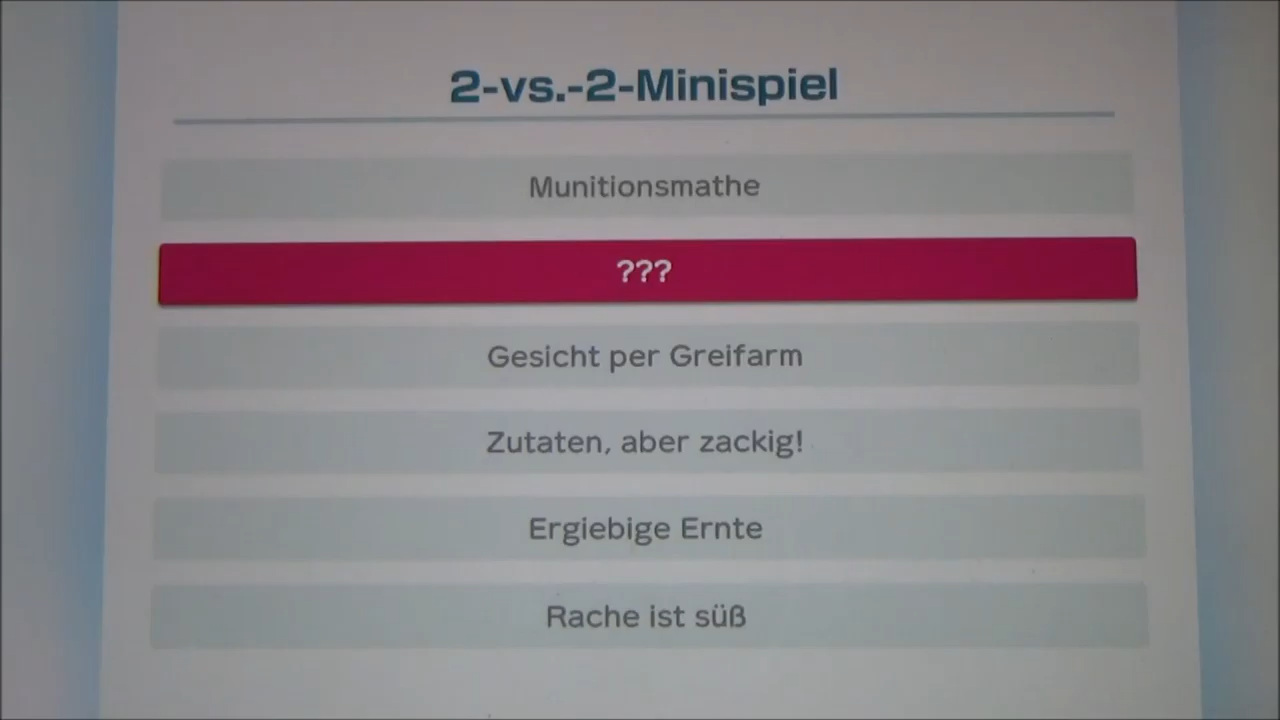 2-vs.-2-Minispiel
Munitionsmathe
???
Gesicht per Greifarm
Zutaten, aber zackig!
Ergiebige Ernte
Rache ist süß